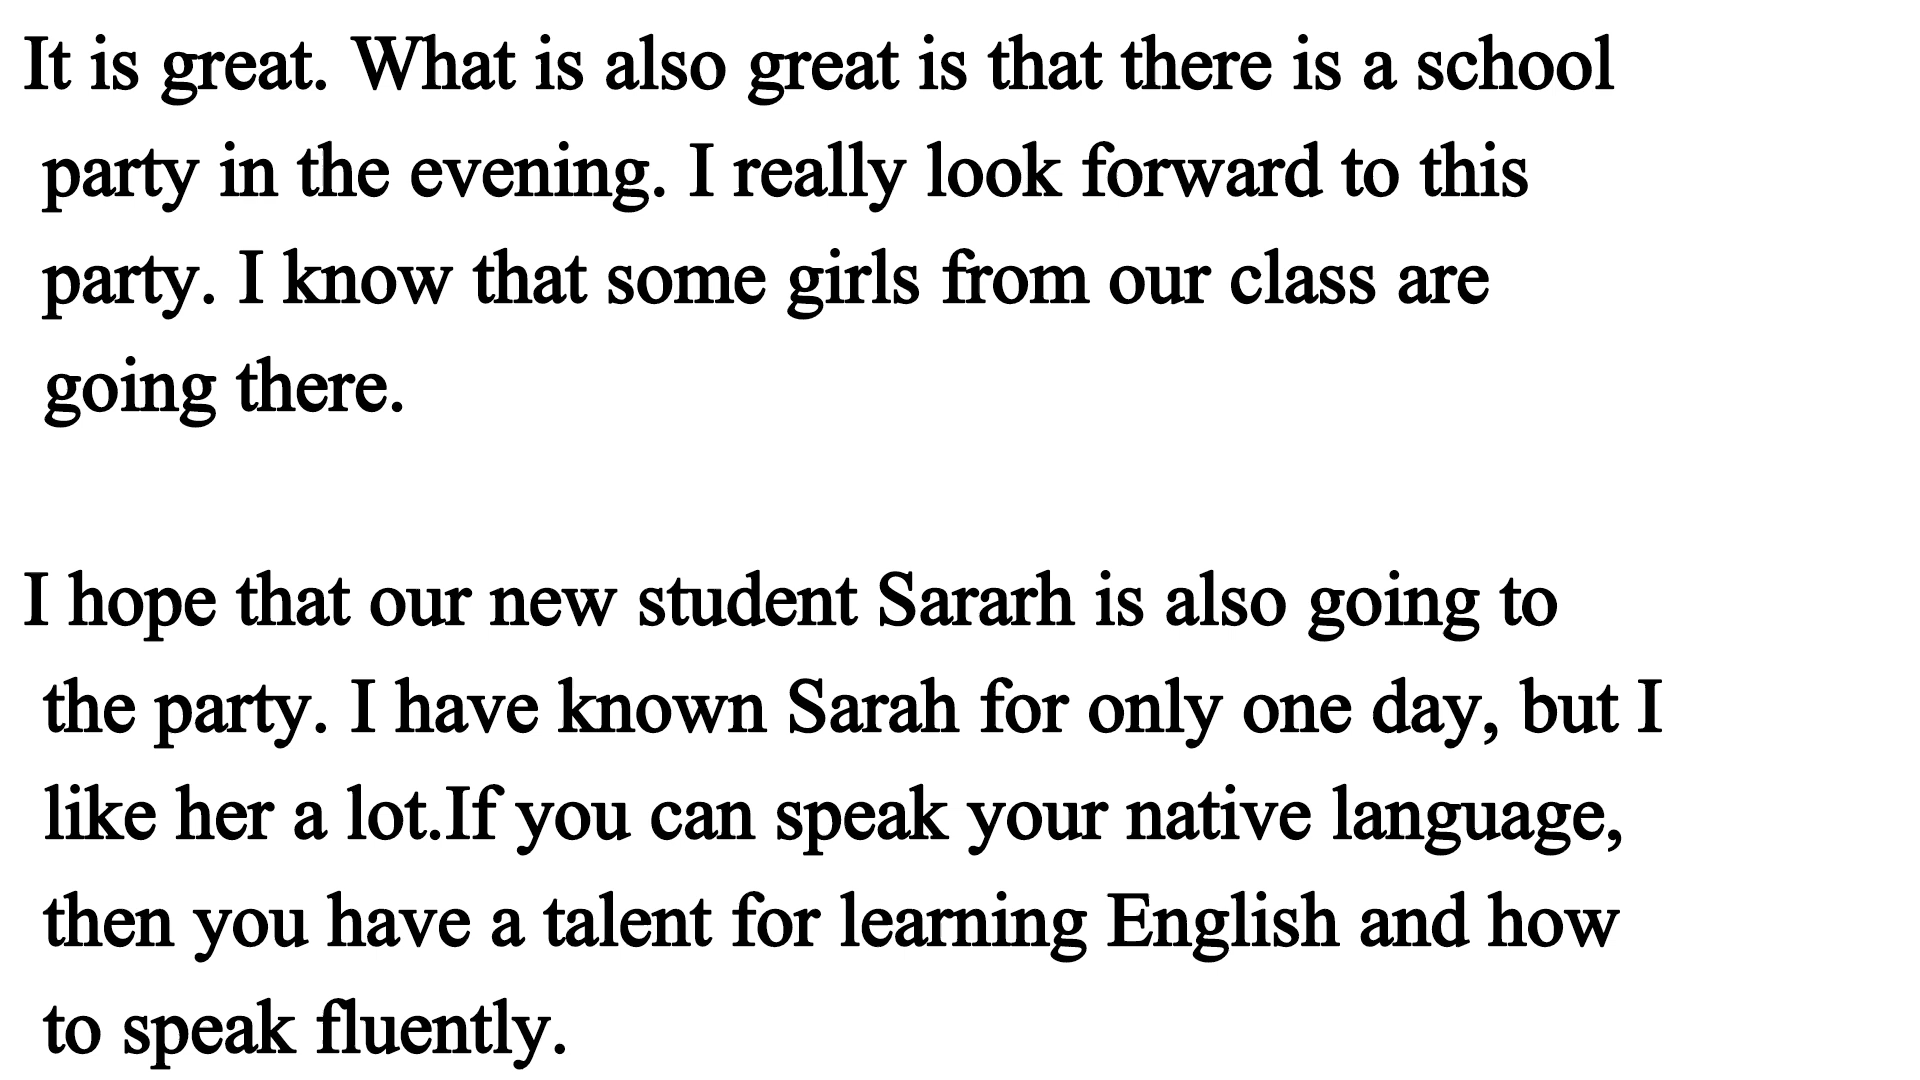 It is great. What is also great is that there is a school
party in the evening. I really look forward to this
party. I know that some girls from our class are
going there.
I hope that our new student Sararh is also going to
the party. I have known Sarah for only one day, but I
like her a lot.If you can speak your native language,
then you have a talent for learning English and how
to speak fluently.